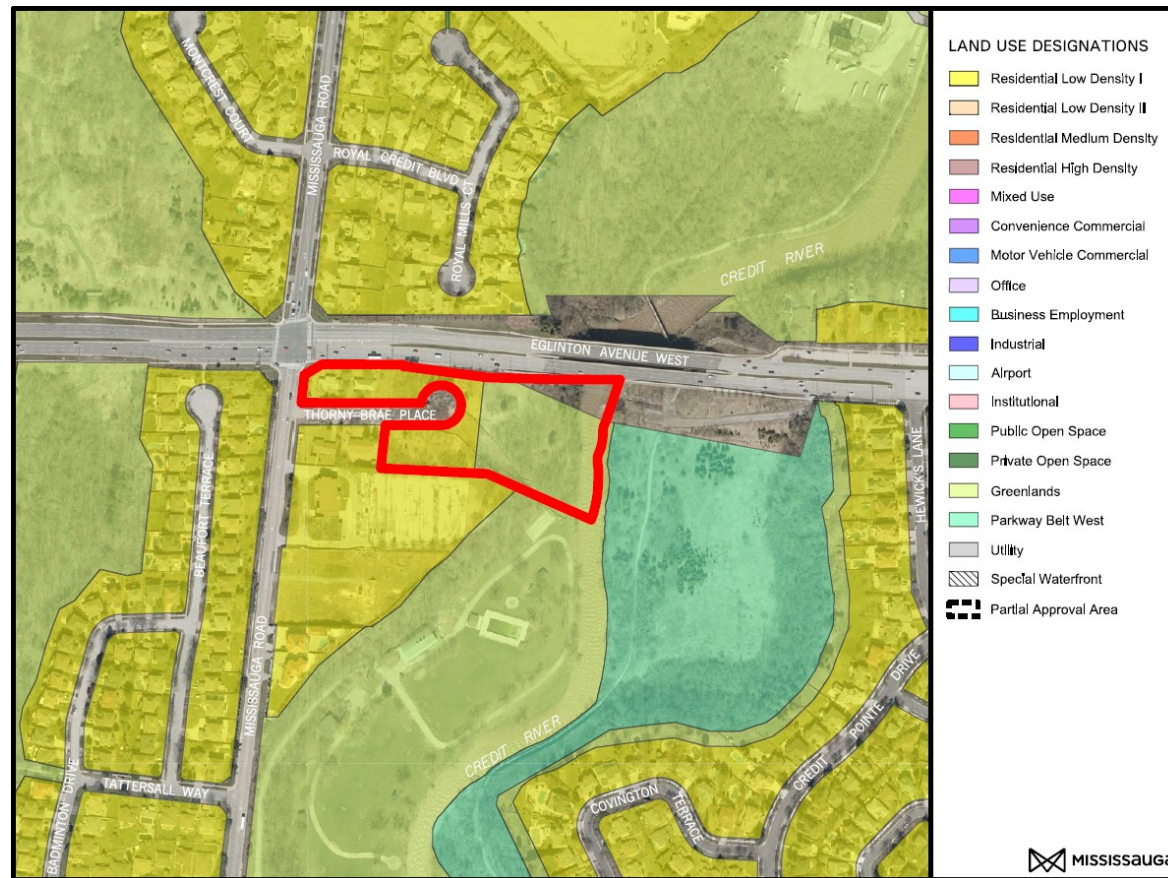 MONTCREST COURT
MISSISSAUGA ROAD
ROYAL CREDIT BLVD
ROYAL MILLS CT
CREDIT RIVER
EGLINTON AVENUE WEST
THORNY-BRAE PLACE
BEAUFORT TERRACE
HEWICK'S LANE
MISSISSAUGA ROAD
CREDIT RIVER
TATTERSALL WAY
BADMINTON DRIVE
COVINGTON TERRACE
CREDIT POINTE DRIVE
LAND USE DESIGNATIONS
Residential Low Density I
Residential Low Density II
Residential Medium Density
Residential High Density
Mixed Use
Convenience Commercial
Motor Vehicle Commercial
Office
Business Employment
Industrial
Airport
Institutional
Public Open Space
Private Open Space
Greenlands
Parkway Belt West
Utility
Special Waterfront
Partial Approval Area
MISSISSAUGA